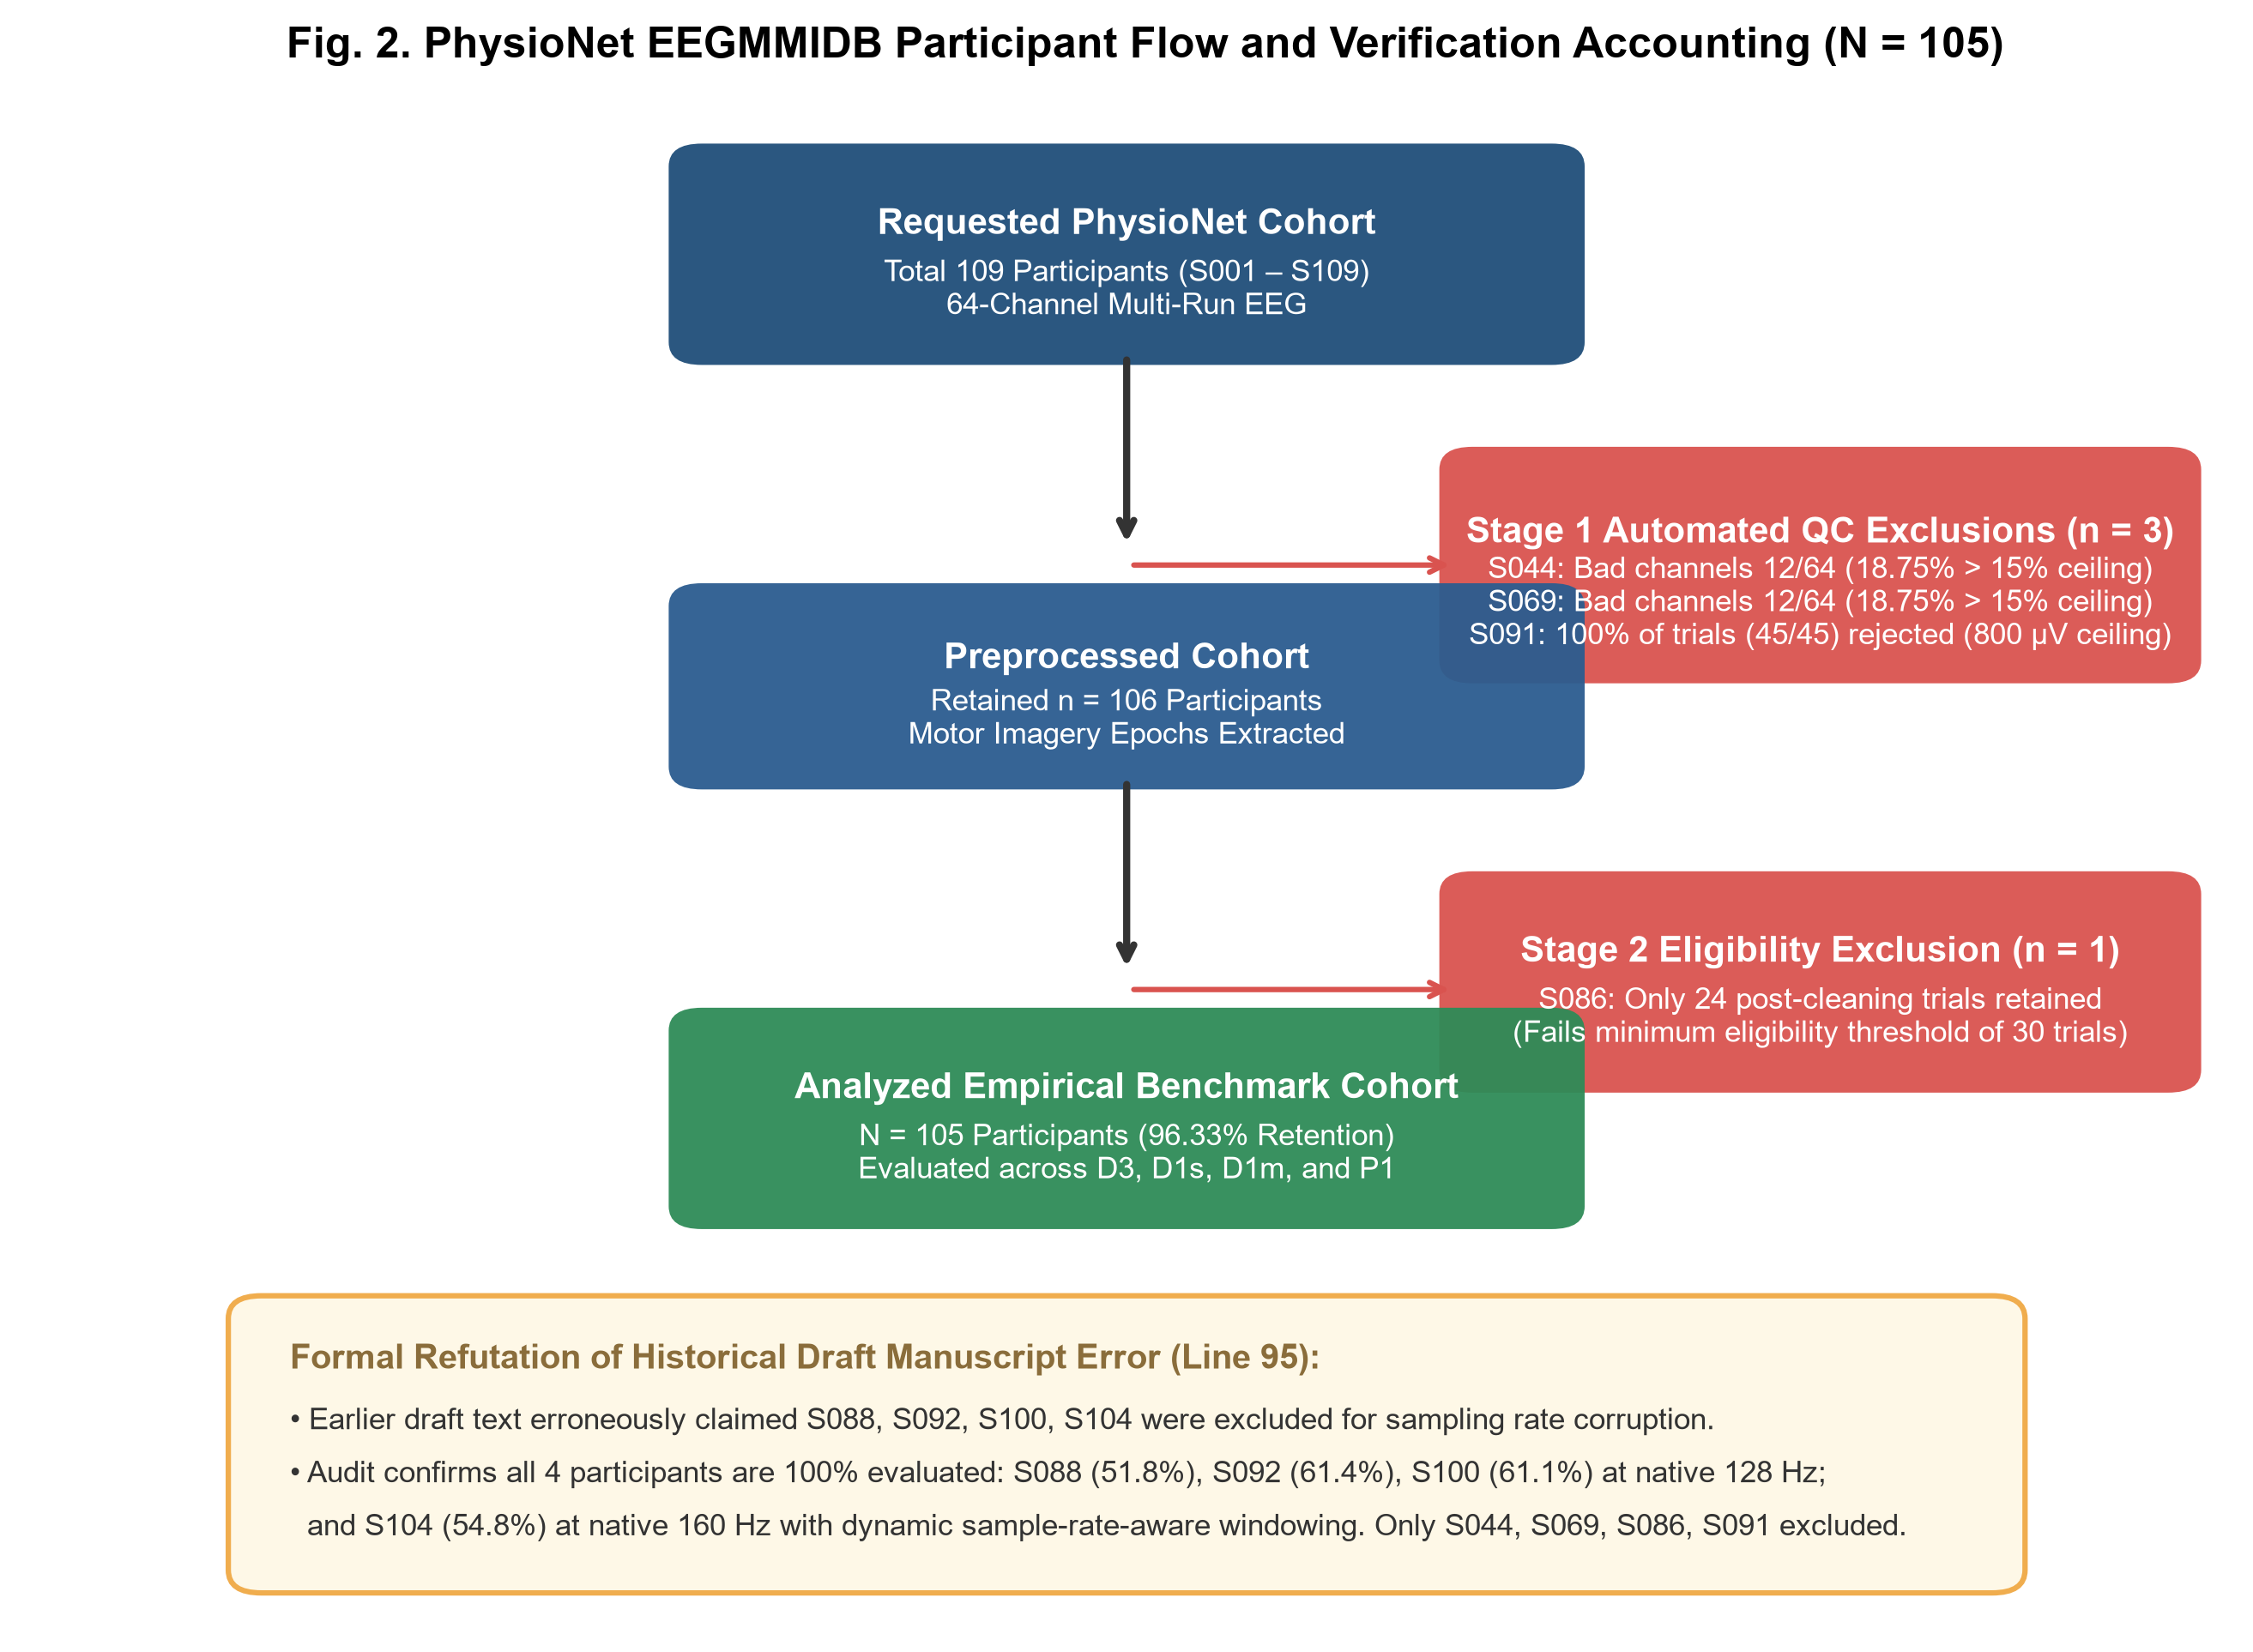 Fig. 2. PhysioNet EEGMMIDB Participant Flow and Verification Accounting (N = 105)
Requested PhysioNet Cohort
Total 109 Participants (S001 – S109)
64-Channel Multi-Run EEG
Stage 1 Automated QC Exclusions (n = 3)
S044: Bad channels 12/64 (18.75% > 15% ceiling)
S069: Bad channels 12/64 (18.75% > 15% ceiling)
S091: 100% of trials (45/45) rejected (800 µV ceiling)
Preprocessed Cohort
Retained n = 106 Participants
Motor Imagery Epochs Extracted
Stage 2 Eligibility Exclusion (n = 1)
S086: Only 24 post-cleaning trials retained
(Fails minimum eligibility threshold of 30 trials)
Analyzed Empirical Benchmark Cohort
N = 105 Participants (96.33% Retention)
Evaluated across D3, D1s, D1m, and P1
Formal Refutation of Historical Draft Manuscript Error (Line 95):
• Earlier draft text erroneously claimed S088, S092, S100, S104 were excluded for sampling rate corruption.
• Audit confirms all 4 participants are 100% evaluated: S088 (51.8%), S092 (61.4%), S100 (61.1%) at native 128 Hz;
and S104 (54.8%) at native 160 Hz with dynamic sample-rate-aware windowing. Only S044, S069, S086, S091 excluded.